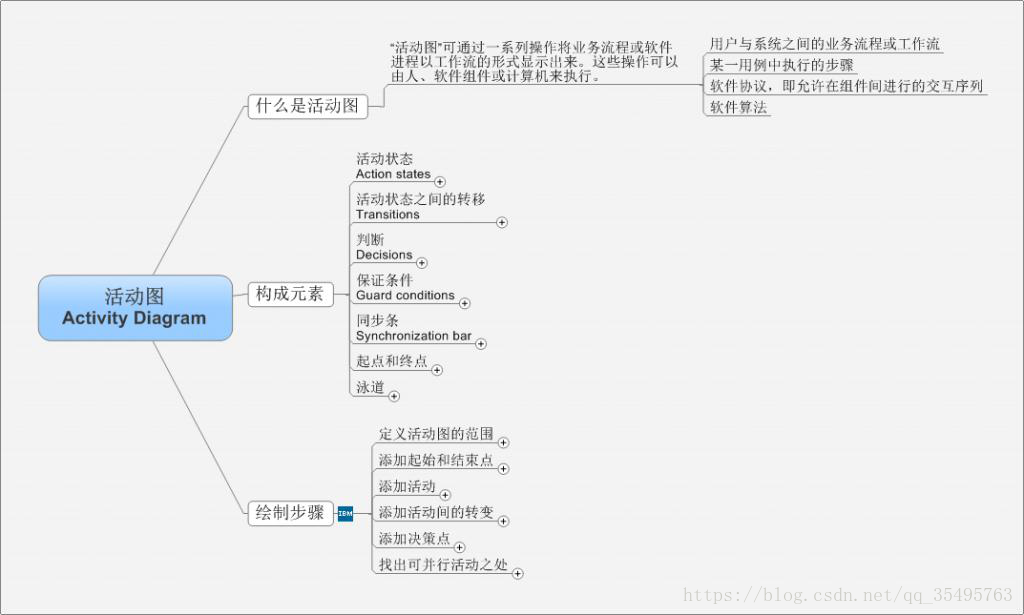 什么是活动图
"活动图"可通过一系列操作将业务流程或软件
进程以工作流的形式显示出来。这些操作可以
由人、软件组件或计算机来执行。
用户与系统之间的业务流程或工作流
某一用例中执行的步骤
软件协议，即允许在组件间进行的交互序列
软件算法
活动图
Activity Diagram
构成元素
活动状态
Action states
活动状态之间的转移
Transitions
判断
Decisions
保证条件
Guard conditions
同步条
Synchronization bar
起点和终点
泳道
绘制步骤
IBM
定义活动图的范围
添加起始和结束点
添加活动
添加活动间的转变
添加决策点
找出可并行活动之处
https://blog.csdn.net/qq_35495763